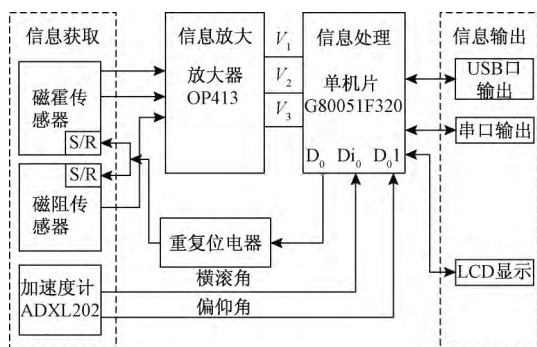 信息获取
磁霍传
感器
S/R
S/R
磁阻传
感器
加速度计
ADXL202
信息放大
放大器
OP413
V1
V2
V3
信息处理
单机片
G80051F320
D0 Di0 D01
重复位电器
横滚角
偏仰角
信息输出
USB口
输出
串口输出
LCD显示